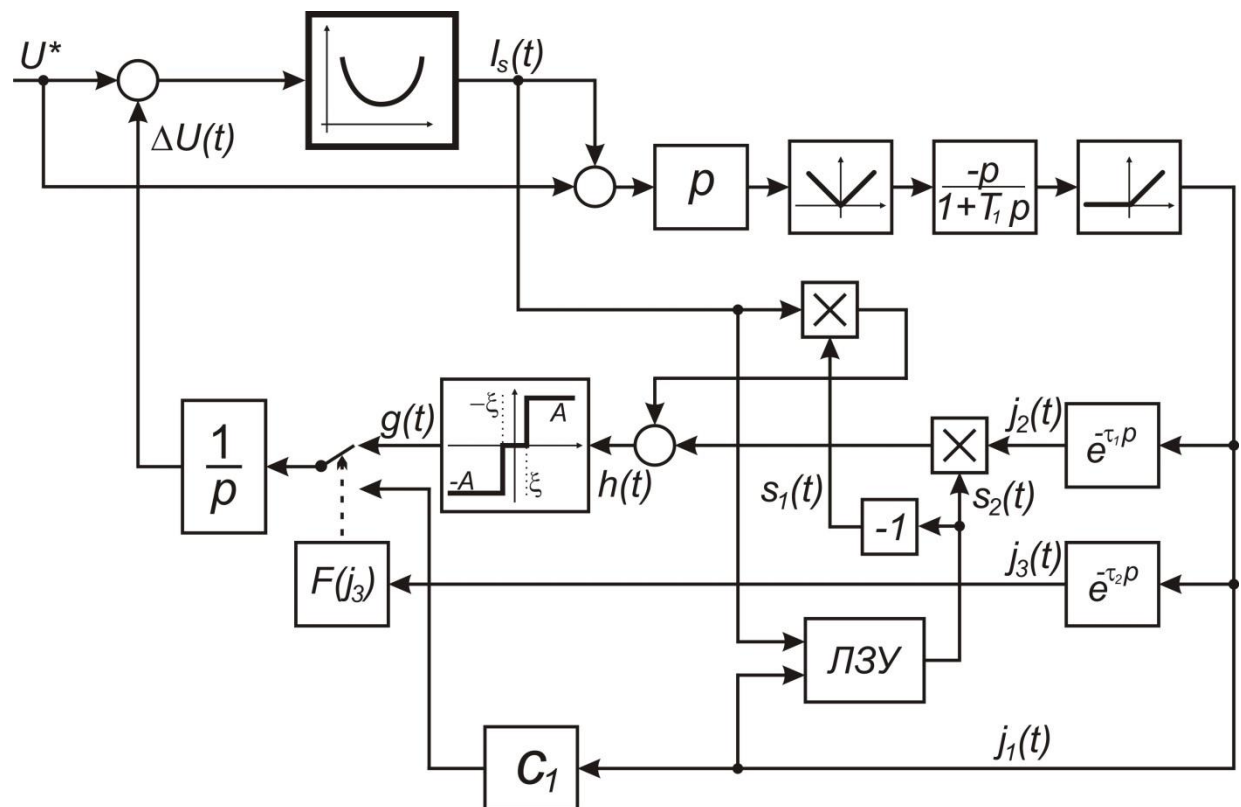 U*
I_s(t)
ΔU(t)
p
-p
1+T_1 p
-ξ
A
-A
ξ
g(t)
h(t)
s_1(t)
s_2(t)
j_2(t)
e^{-τ_1 p}
1
p
-1
F(j_3)
j_3(t)
e^{-τ_2 p}
ЛЗУ
j_1(t)
C_1